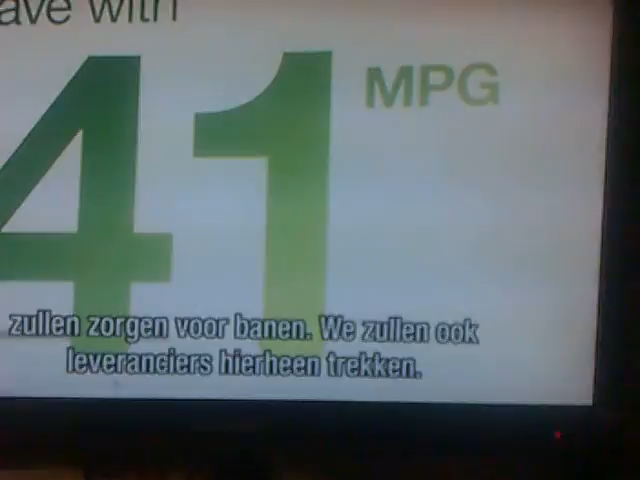 ave with
41 MPG
zullen zorgen voor banen. We zullen ook
leveranciers hierheen trekken.